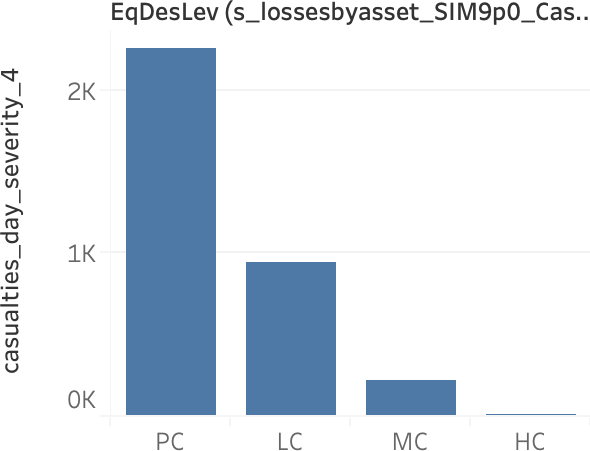 EqDesLev (s_lossesbyasset_SIM9p0_Cas..
casualties_day_severity_4
2K
1K
0K
PC LC MC HC